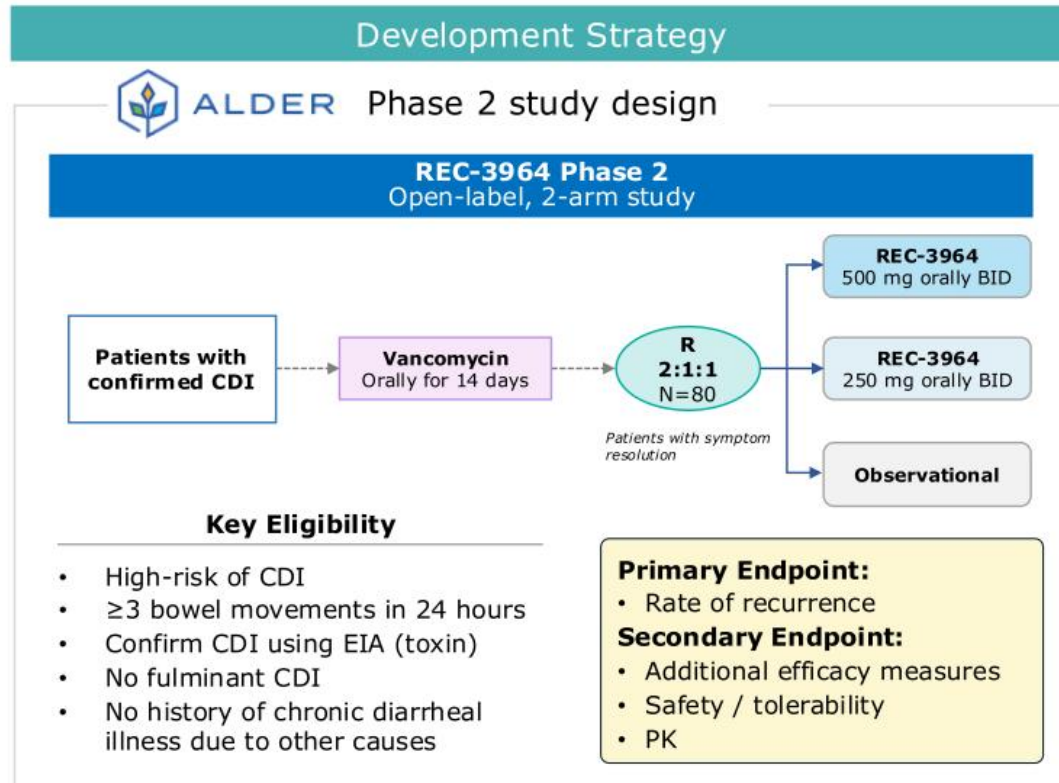 Development Strategy
ALDER
Phase 2 study design
REC-3964 Phase 2
Open-label, 2-arm study
Patients with
confirmed CDI
Vancomycin
Orally for 14 days
R
2:1:1
N=80
Patients with symptom
resolution
REC-3964
500 mg orally BID
REC-3964
250 mg orally BID
Observational
Key Eligibility
• High-risk of CDI
• ≥3 bowel movements in 24 hours
• Confirm CDI using EIA (toxin)
• No fulminant CDI
• No history of chronic diarrheal
illness due to other causes
Primary Endpoint:
• Rate of recurrence
Secondary Endpoint:
• Additional efficacy measures
• Safety / tolerability
• PK